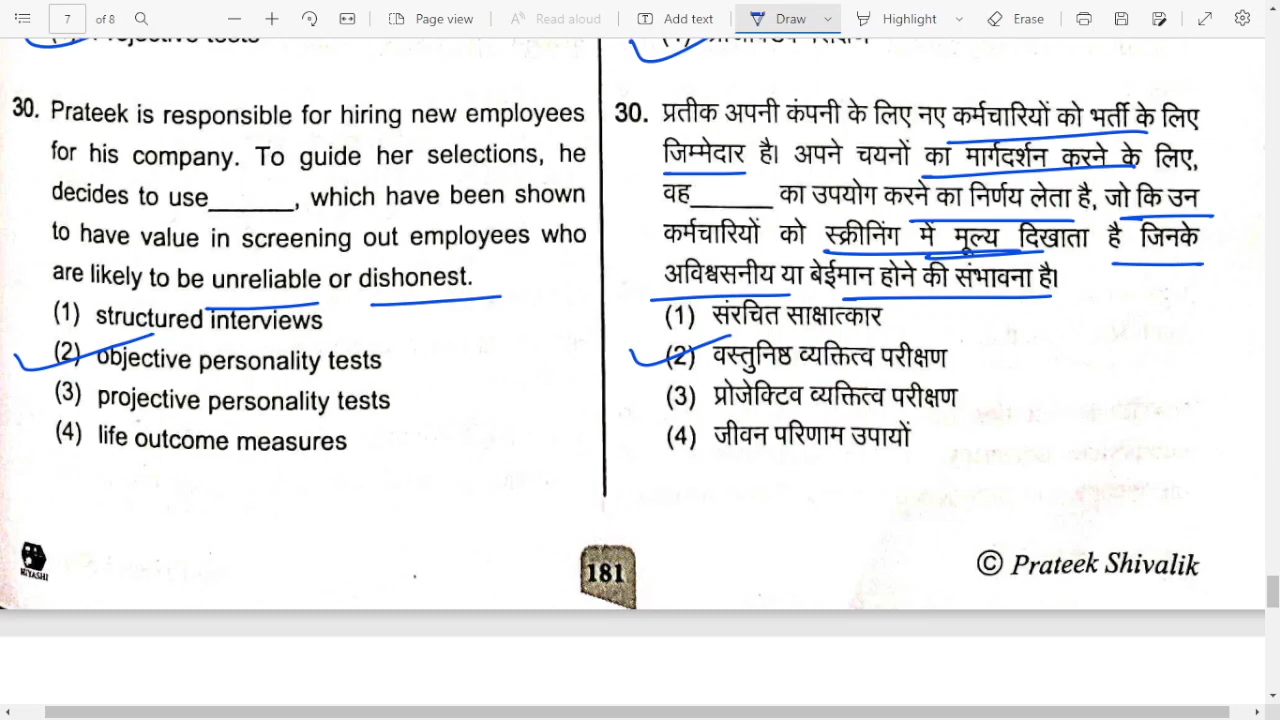 7 of 8 Page view Read aloud Add text Draw Highlight Erase
30. Prateek is responsible for hiring new employees
for his company. To guide her selections, he
decides to use______, which have been shown
to have value in screening out employees who
are likely to be unreliable or dishonest.
(1) structured interviews
(2) objective personality tests
(3) projective personality tests
(4) life outcome measures
30. प्रतीक अपनी कंपनी के लिए नए कर्मचारियों को भर्ती के लिए
जिम्मेदार है। अपने चयनों का मार्गदर्शन करने के लिए,
वह______ का उपयोग करने का निर्णय लेता है, जो कि उन
कर्मचारियों को स्क्रीनिंग में मूल्य दिखाता है जिनके
अविश्वसनीय या बेईमान होने की संभावना है।
(1) संरचित साक्षात्कार
(2) वस्तुनिष्ठ व्यक्तित्व परीक्षण
(3) प्रोजेक्टिव व्यक्तित्व परीक्षण
(4) जीवन परिणाम उपायों
181
© Prateek Shivalik